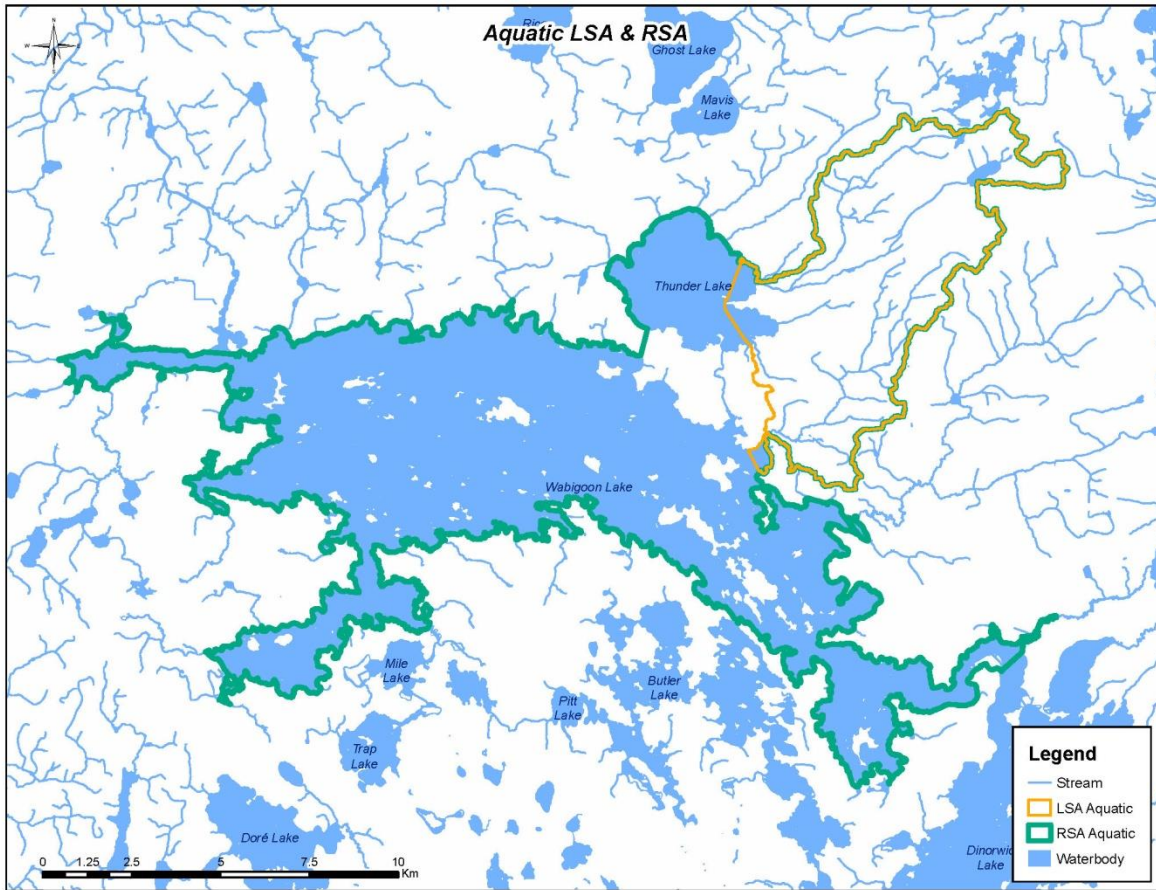 Aquatic LSA & RSA
N
W
E
S
Ghost Lake
Mavis
Lake
Thunder Lake
Wabigoon Lake
Mile
Lake
Butler
Lake
Pitt
Lake
Trap
Lake
Doré Lake
Lake
Legend
Stream
LSA Aquatic
RSA Aquatic
Waterbody
0 1.25 2.5 5 7.5 10
Km